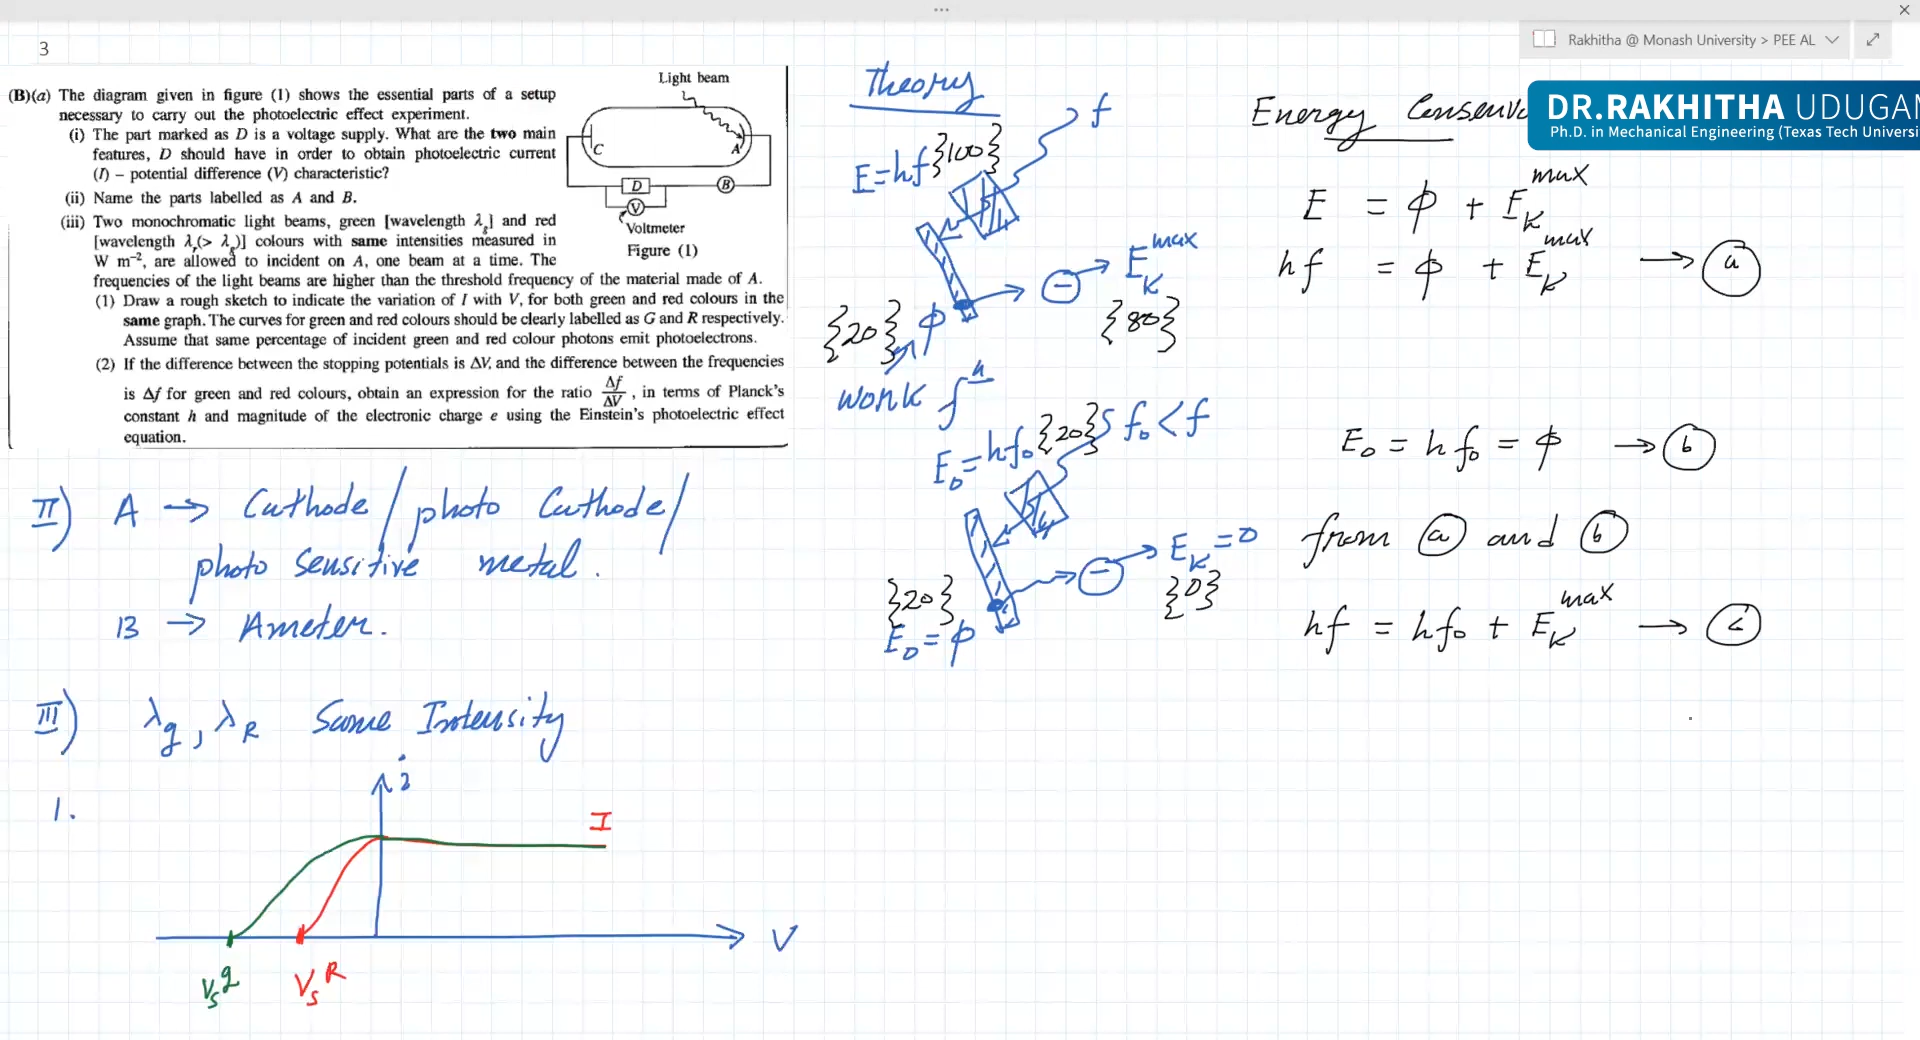 Rakhitha @ Monash University > PEE AL
DR.RAKHITHA UDUGAN
Ph.D. in Mechanical Engineering (Texas Tech Universi
3
(B)(a) The diagram given in figure (1) shows the essential parts of a setup
necessary to carry out the photoelectric effect experiment.
(i) The part marked as D is a voltage supply. What are the two main
features, D should have in order to obtain photoelectric current
(I) – potential difference (V) characteristic?
(ii) Name the parts labelled as A and B.
(iii) Two monochromatic light beams, green [wavelength λg] and red
[wavelength λr(> λg)] colours with same intensities measured in
W m⁻², are allowed to incident on A, one beam at a time. The
frequencies of the light beams are higher than the threshold frequency of the material made of A.
(1) Draw a rough sketch to indicate the variation of I with V, for both green and red colours in the
same graph. The curves for green and red colours should be clearly labelled as G and R respectively.
Assume that same percentage of incident green and red colour photons emit photoelectrons.
(2) If the difference between the stopping potentials is ΔV, and the difference between the frequencies
is Δf for green and red colours, obtain an expression for the ratio Δf/ΔV, in terms of Planck's
constant h and magnitude of the electronic charge e using the Einstein's photoelectric effect
equation.
Light beam
C
A
D
B
V
Voltmeter
Figure (1)
II) A → Cathode / photo Cathode /
photo sensitive metal.
B → Ameter.
III) λg, λR Same Intensity
1.
i
I
V
Vs g
Vs R
Theory
f
E = hf {100}
EK max
{80}
{20} ϕ
work fⁿ
E0 = hf0 {20} f0 < f
EK = 0
{0}
{20}
E0 = ϕ
Energy Conserv
E = ϕ + EK max
hf = ϕ + EK max → (a)
E0 = hf0 = ϕ → (b)
from (a) and (b)
hf = hf0 + EK max → (c)